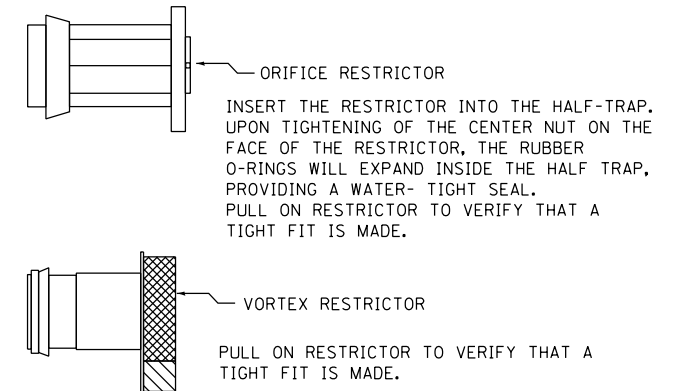 ORIFICE RESTRICTOR
INSERT THE RESTRICTOR INTO THE HALF-TRAP.
UPON TIGHTENING OF THE CENTER NUT ON THE
FACE OF THE RESTRICTOR, THE RUBBER
O-RINGS WILL EXPAND INSIDE THE HALF TRAP,
PROVIDING A WATER- TIGHT SEAL.
PULL ON RESTRICTOR TO VERIFY THAT A
TIGHT FIT IS MADE.
VORTEX RESTRICTOR
PULL ON RESTRICTOR TO VERIFY THAT A
TIGHT FIT IS MADE.